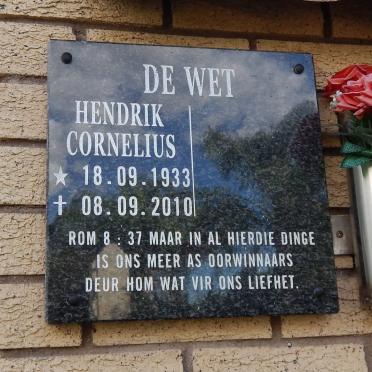 DE WET
HENDRIK
CORNELIUS
★ 18.09.1933
✝ 08.09.2010
ROM 8 : 37 MAAR IN AL HIERDIE DINGE
IS ONS MEER AS OORWINNAARS
DEUR HOM WAT VIR ONS LIEFHET.